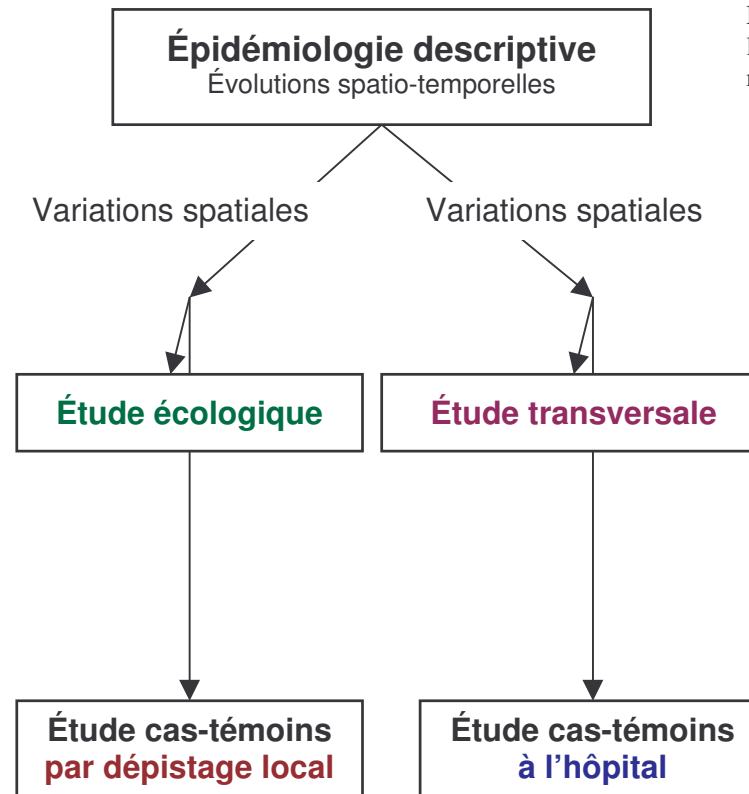 Épidémiologie descriptive
Évolutions spatio-temporelles
Variations spatiales
Variations spatiales
Étude écologique
Étude transversale
Étude cas-témoins
par dépistage local
Étude cas-témoins
à l’hôpital